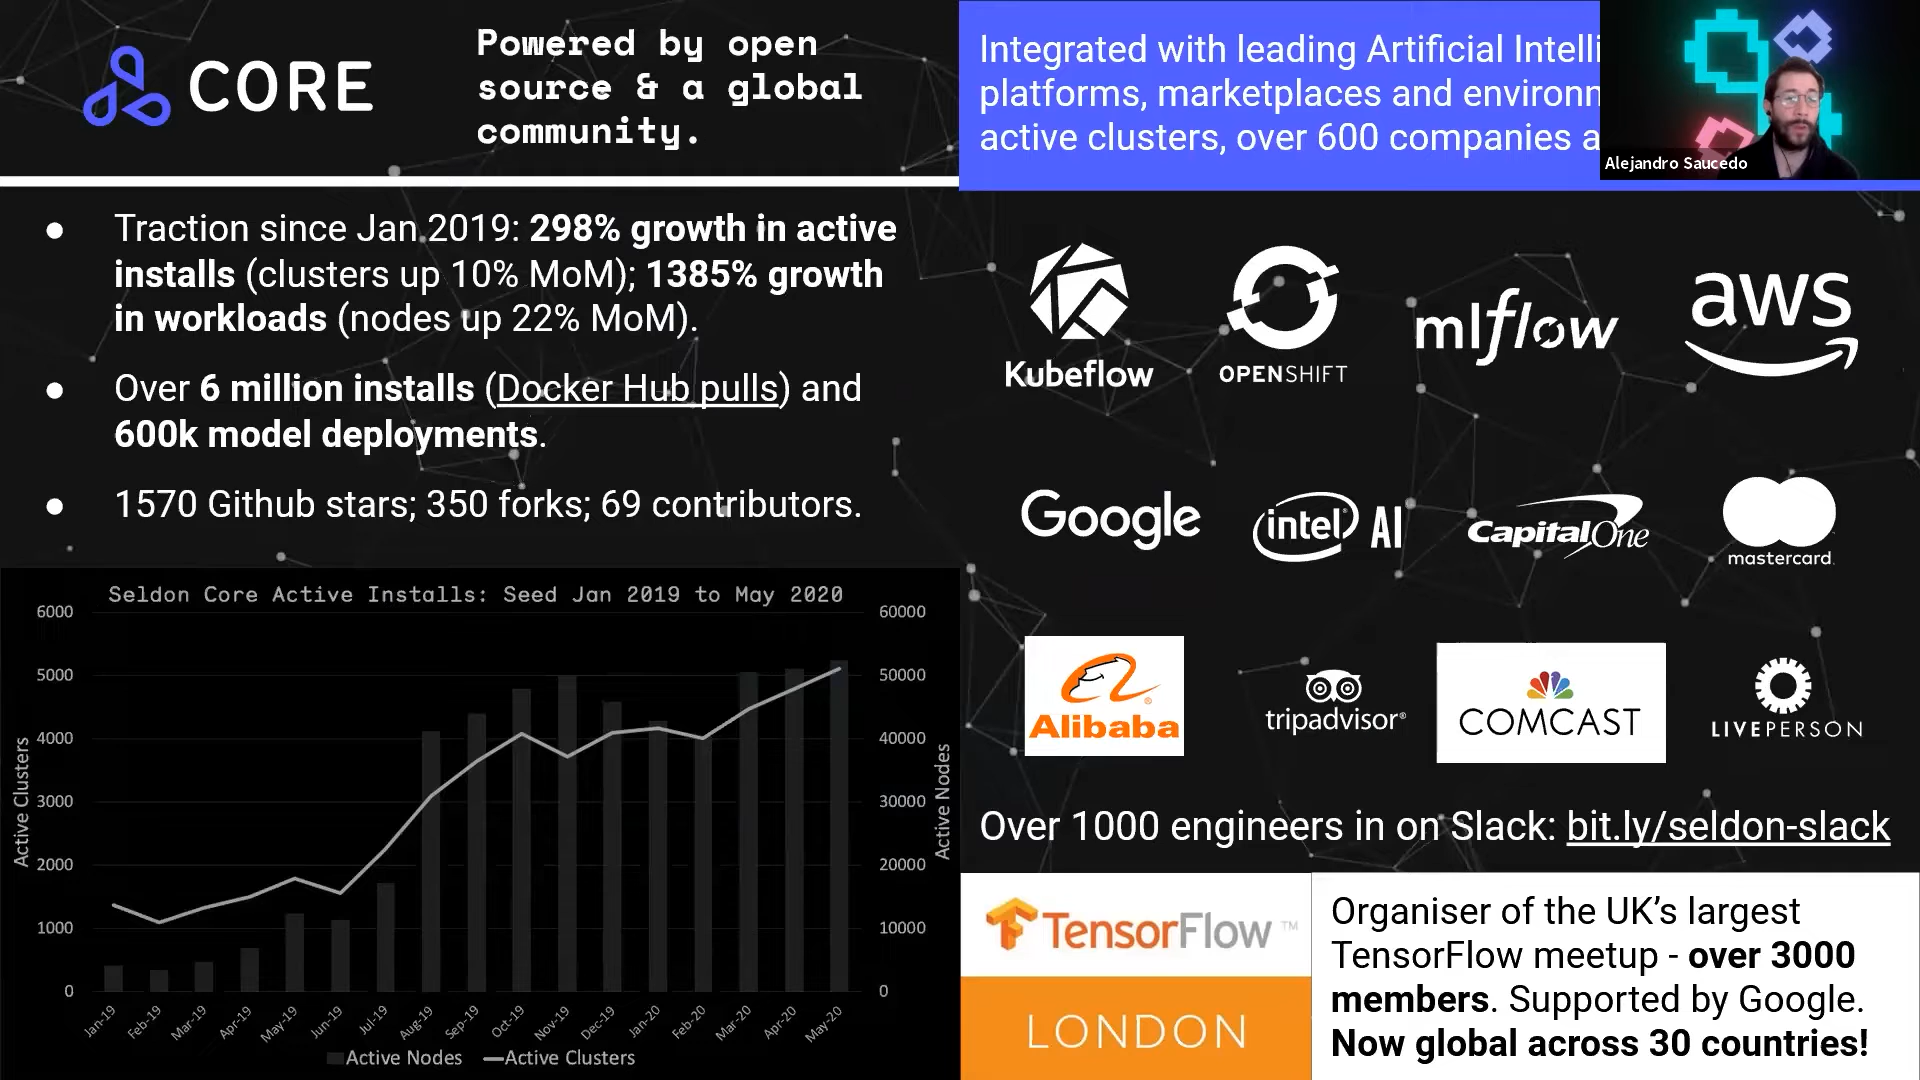 CORE
Powered by open
source & a global
community.
Integrated with leading Artificial Intelli
platforms, marketplaces and environm
active clusters, over 600 companies a
Alejandro Saucedo
● Traction since Jan 2019: 298% growth in active
installs (clusters up 10% MoM); 1385% growth
in workloads (nodes up 22% MoM).
● Over 6 million installs (Docker Hub pulls) and
600k model deployments.
● 1570 Github stars; 350 forks; 69 contributors.
Kubeflow
OPENSHIFT
mlflow
aws
Google
intel AI
Capital One
mastercard
Alibaba
tripadvisor
COMCAST
LIVEPERSON
Over 1000 engineers in on Slack: bit.ly/seldon-slack
Seldon Core Active Installs: Seed Jan 2019 to May 2020
6000
5000
4000
3000
2000
1000
0
Active Clusters
60000
50000
40000
30000
20000
10000
0
Active Nodes
Jan-19
Feb-19
Mar-19
Apr-19
May-19
Jun-19
Jul-19
Aug-19
Sep-19
Oct-19
Nov-19
Dec-19
Jan-20
Feb-20
Mar-20
Apr-20
May-20
Active Nodes
Active Clusters
TensorFlow ™
LONDON
Organiser of the UK’s largest
TensorFlow meetup - over 3000
members. Supported by Google.
Now global across 30 countries!